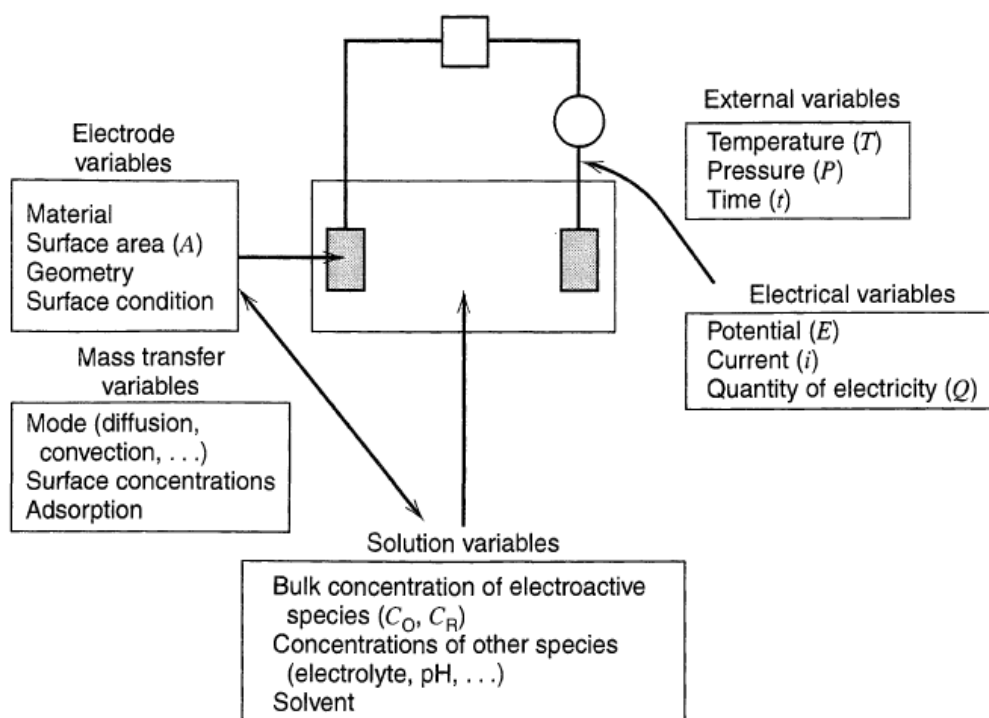 External variables
Temperature (T)
Pressure (P)
Time (t)
Electrode
variables
Material
Surface area (A)
Geometry
Surface condition
Electrical variables
Potential (E)
Current (i)
Quantity of electricity (Q)
Mass transfer
variables
Mode (diffusion,
convection, . . .)
Surface concentrations
Adsorption
Solution variables
Bulk concentration of electroactive
species (C_O, C_R)
Concentrations of other species
(electrolyte, pH, . . .)
Solvent